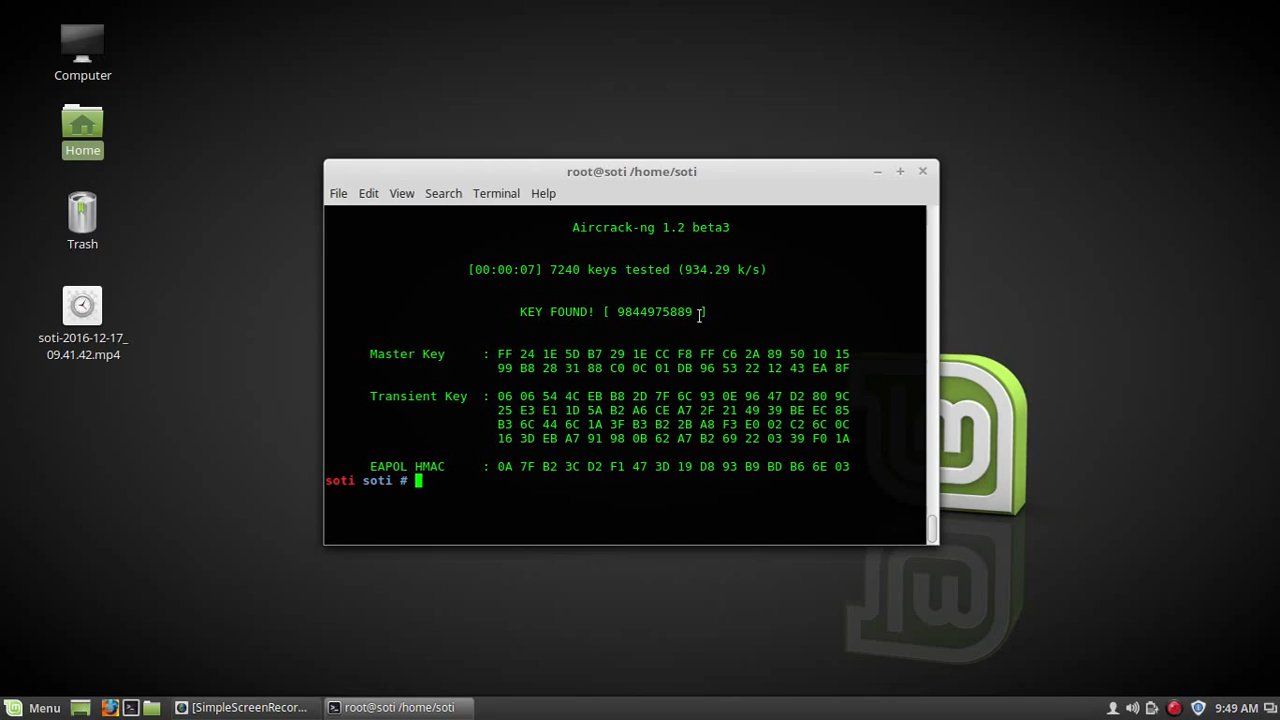 Computer
Home
Trash
soti-2016-12-17_
09.41.42.mp4
root@soti /home/soti
File Edit View Search Terminal Help
Aircrack-ng 1.2 beta3
[00:00:07] 7240 keys tested (934.29 k/s)
KEY FOUND! [ 9844975889 ]
Master Key : FF 24 1E 5D B7 29 1E CC F8 FF C6 2A 89 50 10 15
99 B8 28 31 88 C0 0C 01 DB 96 53 22 12 43 EA 8F
Transient Key : 06 06 54 4C EB B8 2D 7F 6C 93 0E 96 47 D2 80 9C
25 E3 E1 1D 5A B2 A6 CE A7 2F 21 49 39 BE EC 85
B3 6C 44 6C 1A 3F B3 B2 2B A8 F3 E0 02 C2 6C 0C
16 3D EB A7 91 98 0B 62 A7 B2 69 22 03 39 F0 1A
EAPOL HMAC : 0A 7F B2 3C D2 F1 47 3D 19 D8 93 B9 BD B6 6E 03
soti soti #
Menu [SimpleScreenRecor... root@soti /home/soti 9:49 AM